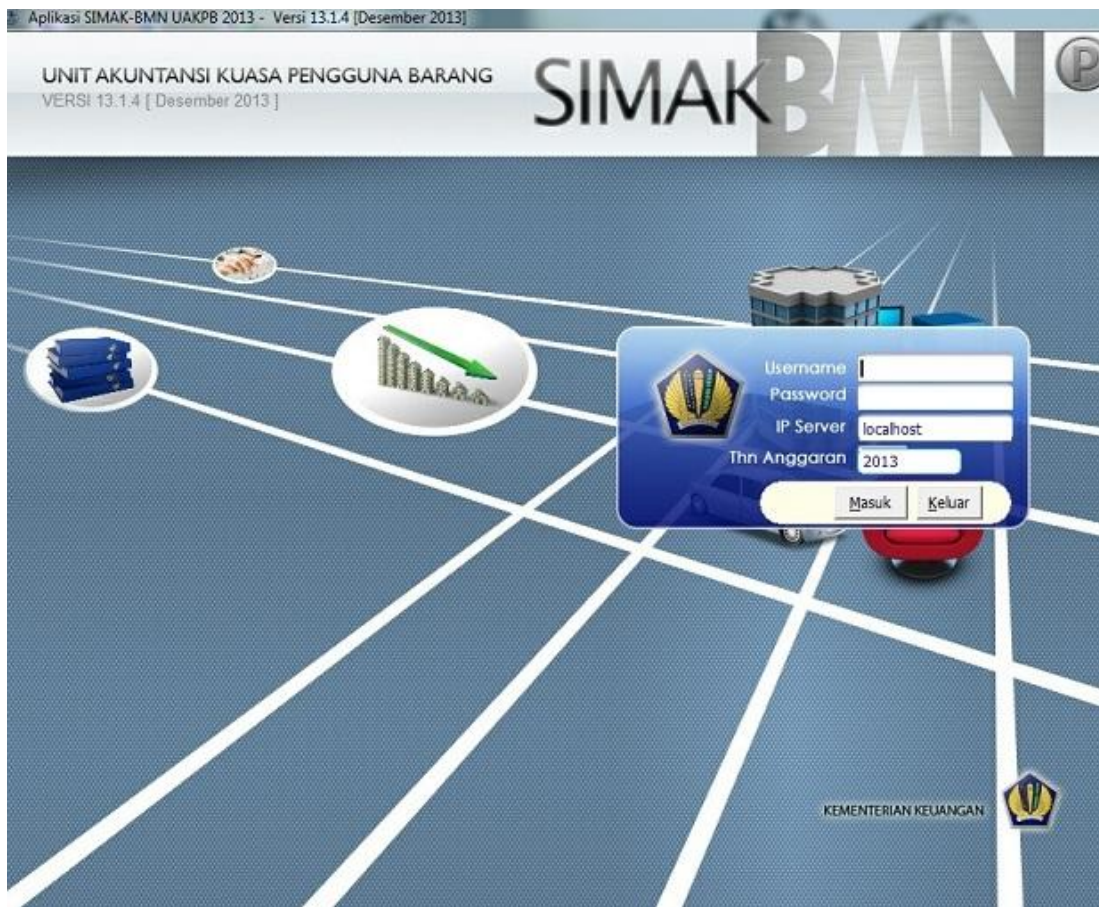 Aplikasi SIMAK-BMN UAKPB 2013 - Versi 13.1.4 [Desember 2013]
UNIT AKUNTANSI KUASA PENGGUNA BARANG
VERSI 13.1.4 [ Desember 2013 ]
SIMAK BMN P
Username
Password
IP Server localhost
Thn Anggaran 2013
Masuk Keluar
KEMENTERIAN KEUANGAN